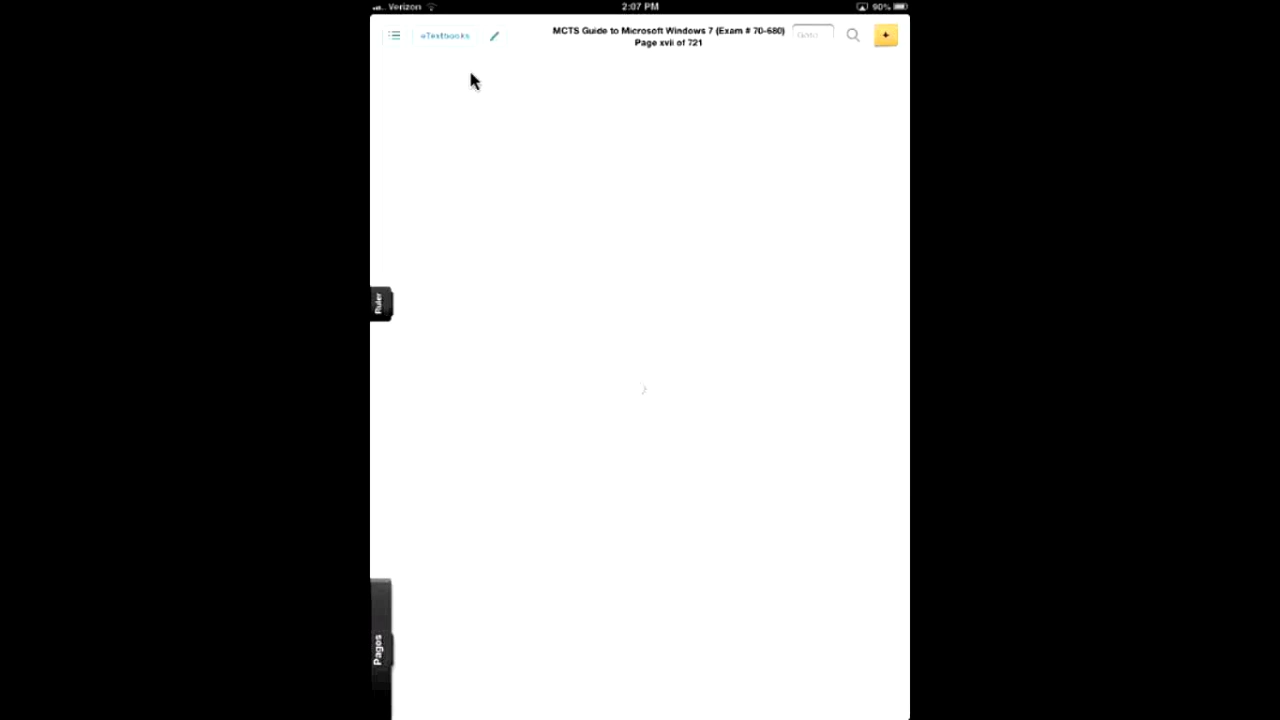 Verizon 2:07 PM 90%
eTextbooks MCTS Guide to Microsoft Windows 7 (Exam # 70-680) Goto +
Page xvii of 721
Ruler
Pages